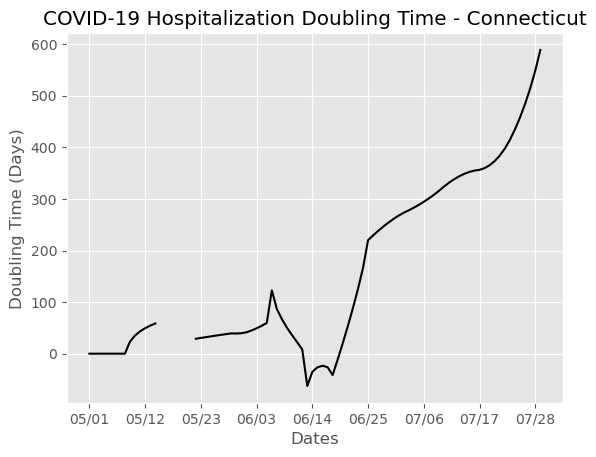 COVID-19 Hospitalization Doubling Time - Connecticut
600
500
400
300
200
100
0
Doubling Time (Days)
05/01 05/12 05/23 06/03 06/14 06/25 07/06 07/17 07/28
Dates